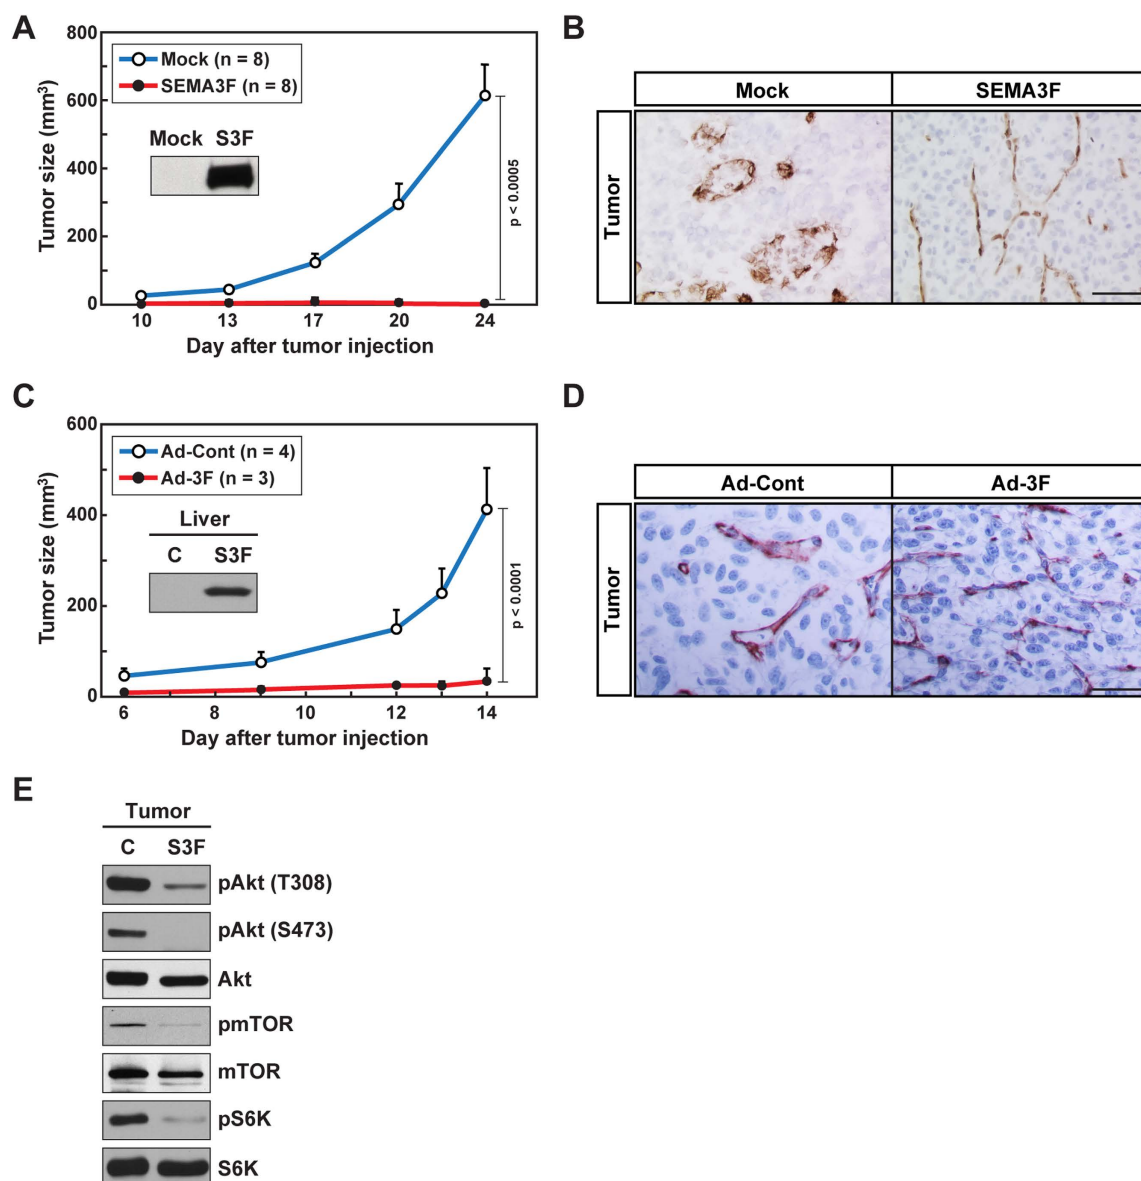 A
Tumor size (mm³)
800
600
400
200
0
Mock (n = 8)
SEMA3F (n = 8)
Mock S3F
p < 0.0005
10 13 17 20 24
Day after tumor injection
B
Mock SEMA3F
Tumor
C
Tumor size (mm³)
600
400
200
0
Ad-Cont (n = 4)
Ad-3F (n = 3)
Liver
C S3F
p < 0.0001
6 8 10 12 14
Day after tumor injection
D
Ad-Cont Ad-3F
Tumor
E
Tumor
C S3F
pAkt (T308)
pAkt (S473)
Akt
pmTOR
mTOR
pS6K
S6K